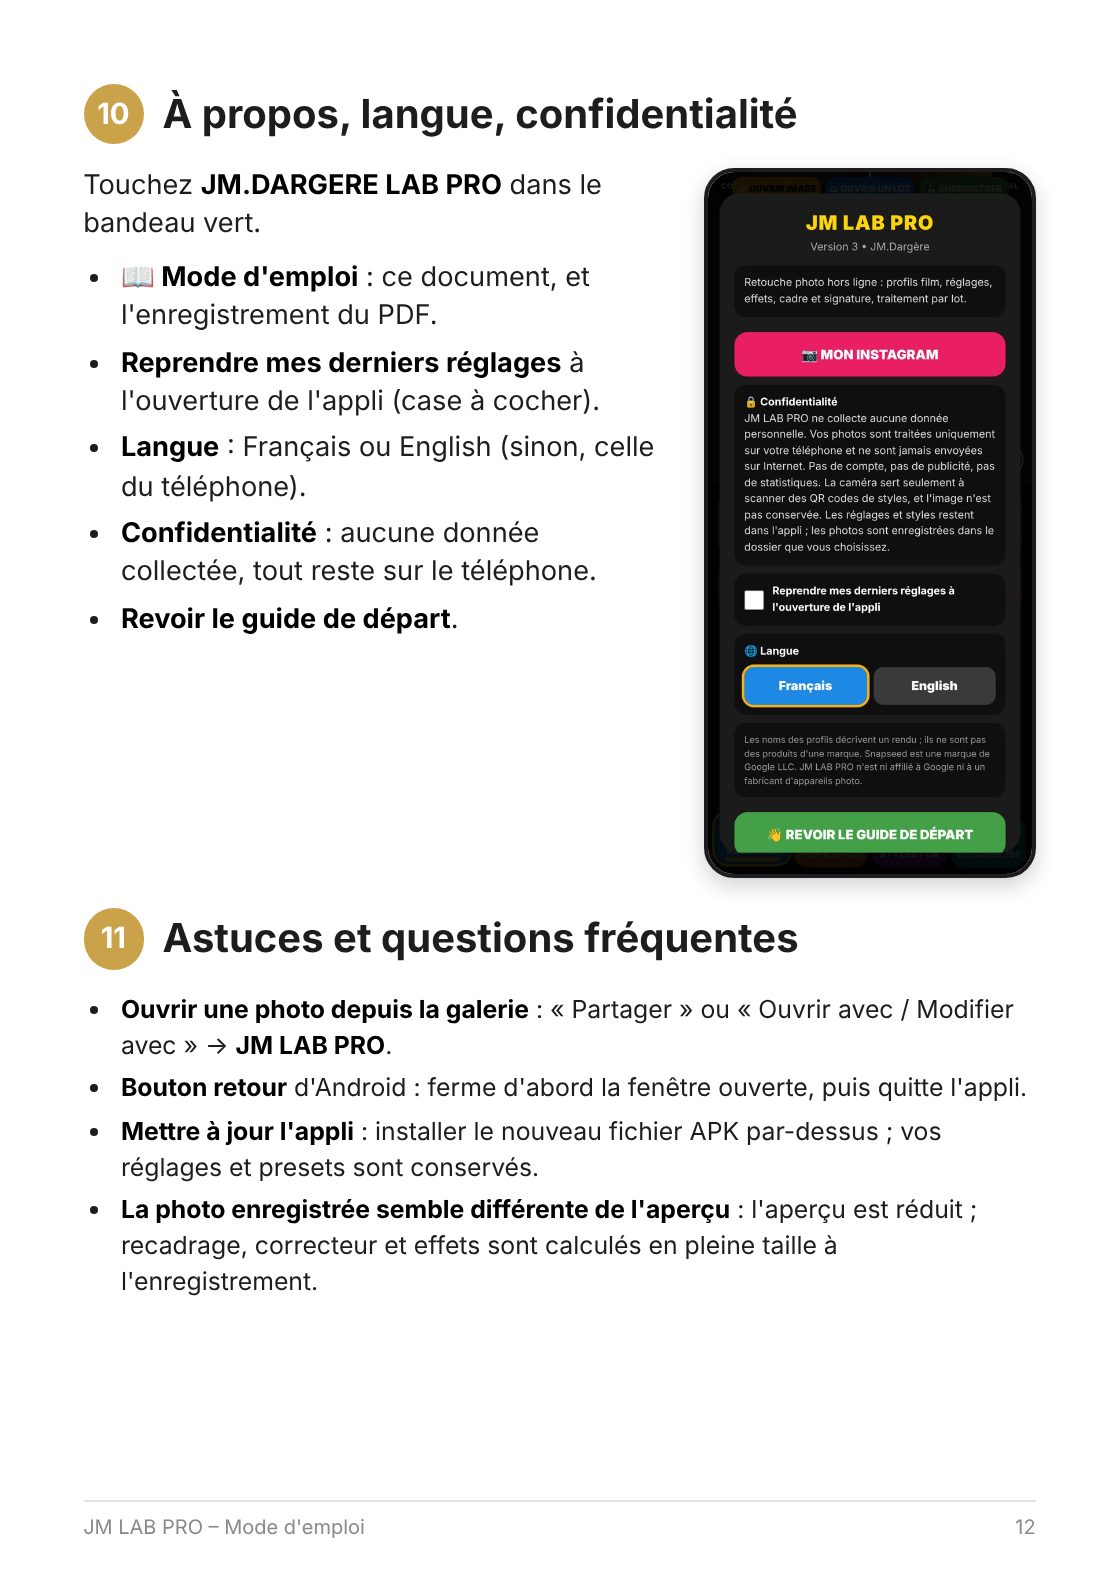 10 À propos, langue, confidentialité
Touchez JM.DARGERE LAB PRO dans le
bandeau vert.
• 📖 Mode d'emploi : ce document, et
l'enregistrement du PDF.
• Reprendre mes derniers réglages à
l'ouverture de l'appli (case à cocher).
• Langue : Français ou English (sinon, celle
du téléphone).
• Confidentialité : aucune donnée
collectée, tout reste sur le téléphone.
• Revoir le guide de départ.
OUVRIR IMAGE
OUVRIR UN LOT
ENREGISTRER
JM LAB PRO
Version 3 • JM.Dargère
Retouche photo hors ligne : profils film, réglages,
effets, cadre et signature, traitement par lot.
📷 MON INSTAGRAM
🔒 Confidentialité
JM LAB PRO ne collecte aucune donnée
personnelle. Vos photos sont traitées uniquement
sur votre téléphone et ne sont jamais envoyées
sur Internet. Pas de compte, pas de publicité, pas
de statistiques. La caméra sert seulement à
scanner des QR codes de styles, et l'image n'est
pas conservée. Les réglages et styles restent
dans l'appli ; les photos sont enregistrées dans le
dossier que vous choisissez.
Reprendre mes derniers réglages à
l'ouverture de l'appli
🌐 Langue
Français
English
Les noms des profils décrivent un rendu ; ils ne sont pas
des produits d'une marque. Snapseed est une marque de
Google LLC. JM LAB PRO n'est ni affilié à Google ni à un
fabricant d'appareils photo.
👋 REVOIR LE GUIDE DE DÉPART
11 Astuces et questions fréquentes
• Ouvrir une photo depuis la galerie : « Partager » ou « Ouvrir avec / Modifier
avec » → JM LAB PRO.
• Bouton retour d'Android : ferme d'abord la fenêtre ouverte, puis quitte l'appli.
• Mettre à jour l'appli : installer le nouveau fichier APK par-dessus ; vos
réglages et presets sont conservés.
• La photo enregistrée semble différente de l'aperçu : l'aperçu est réduit ;
recadrage, correcteur et effets sont calculés en pleine taille à
l'enregistrement.
JM LAB PRO – Mode d'emploi
12